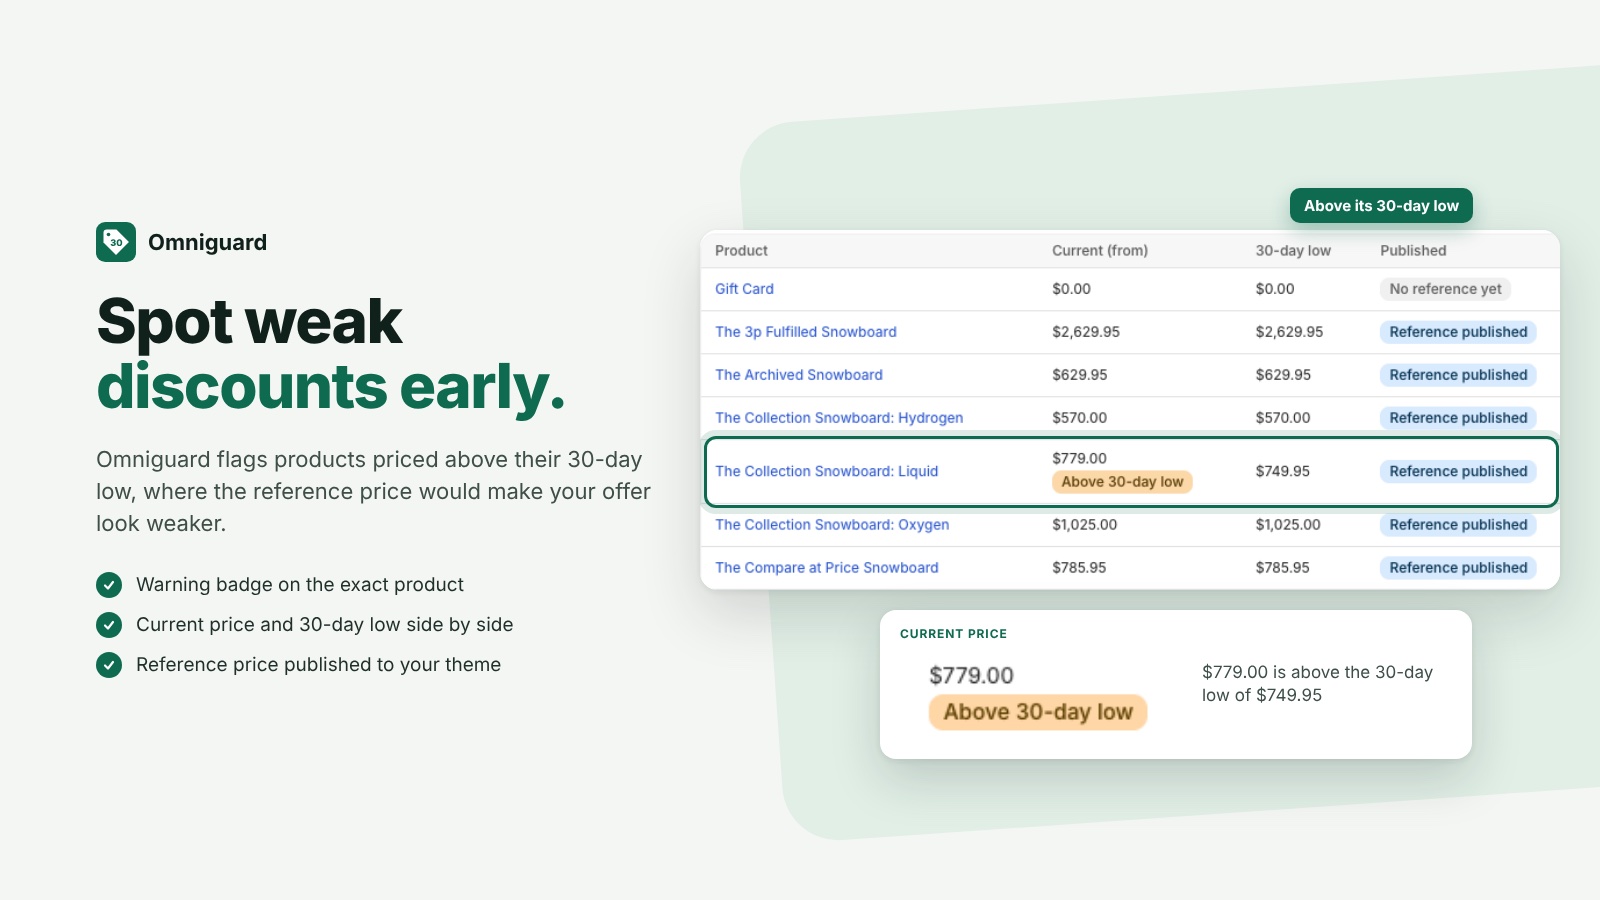 30
Omniguard
Spot weak
discounts early.
Omniguard flags products priced above their 30-day
low, where the reference price would make your offer
look weaker.
Warning badge on the exact product
Current price and 30-day low side by side
Reference price published to your theme
Above its 30-day low
Product Current (from) 30-day low Published
Gift Card $0.00 $0.00 No reference yet
The 3p Fulfilled Snowboard $2,629.95 $2,629.95 Reference published
The Archived Snowboard $629.95 $629.95 Reference published
The Collection Snowboard: Hydrogen $570.00 $570.00 Reference published
The Collection Snowboard: Liquid $779.00 Above 30-day low $749.95 Reference published
The Collection Snowboard: Oxygen $1,025.00 $1,025.00 Reference published
The Compare at Price Snowboard $785.95 $785.95 Reference published
CURRENT PRICE
$779.00
Above 30-day low
$779.00 is above the 30-day
low of $749.95